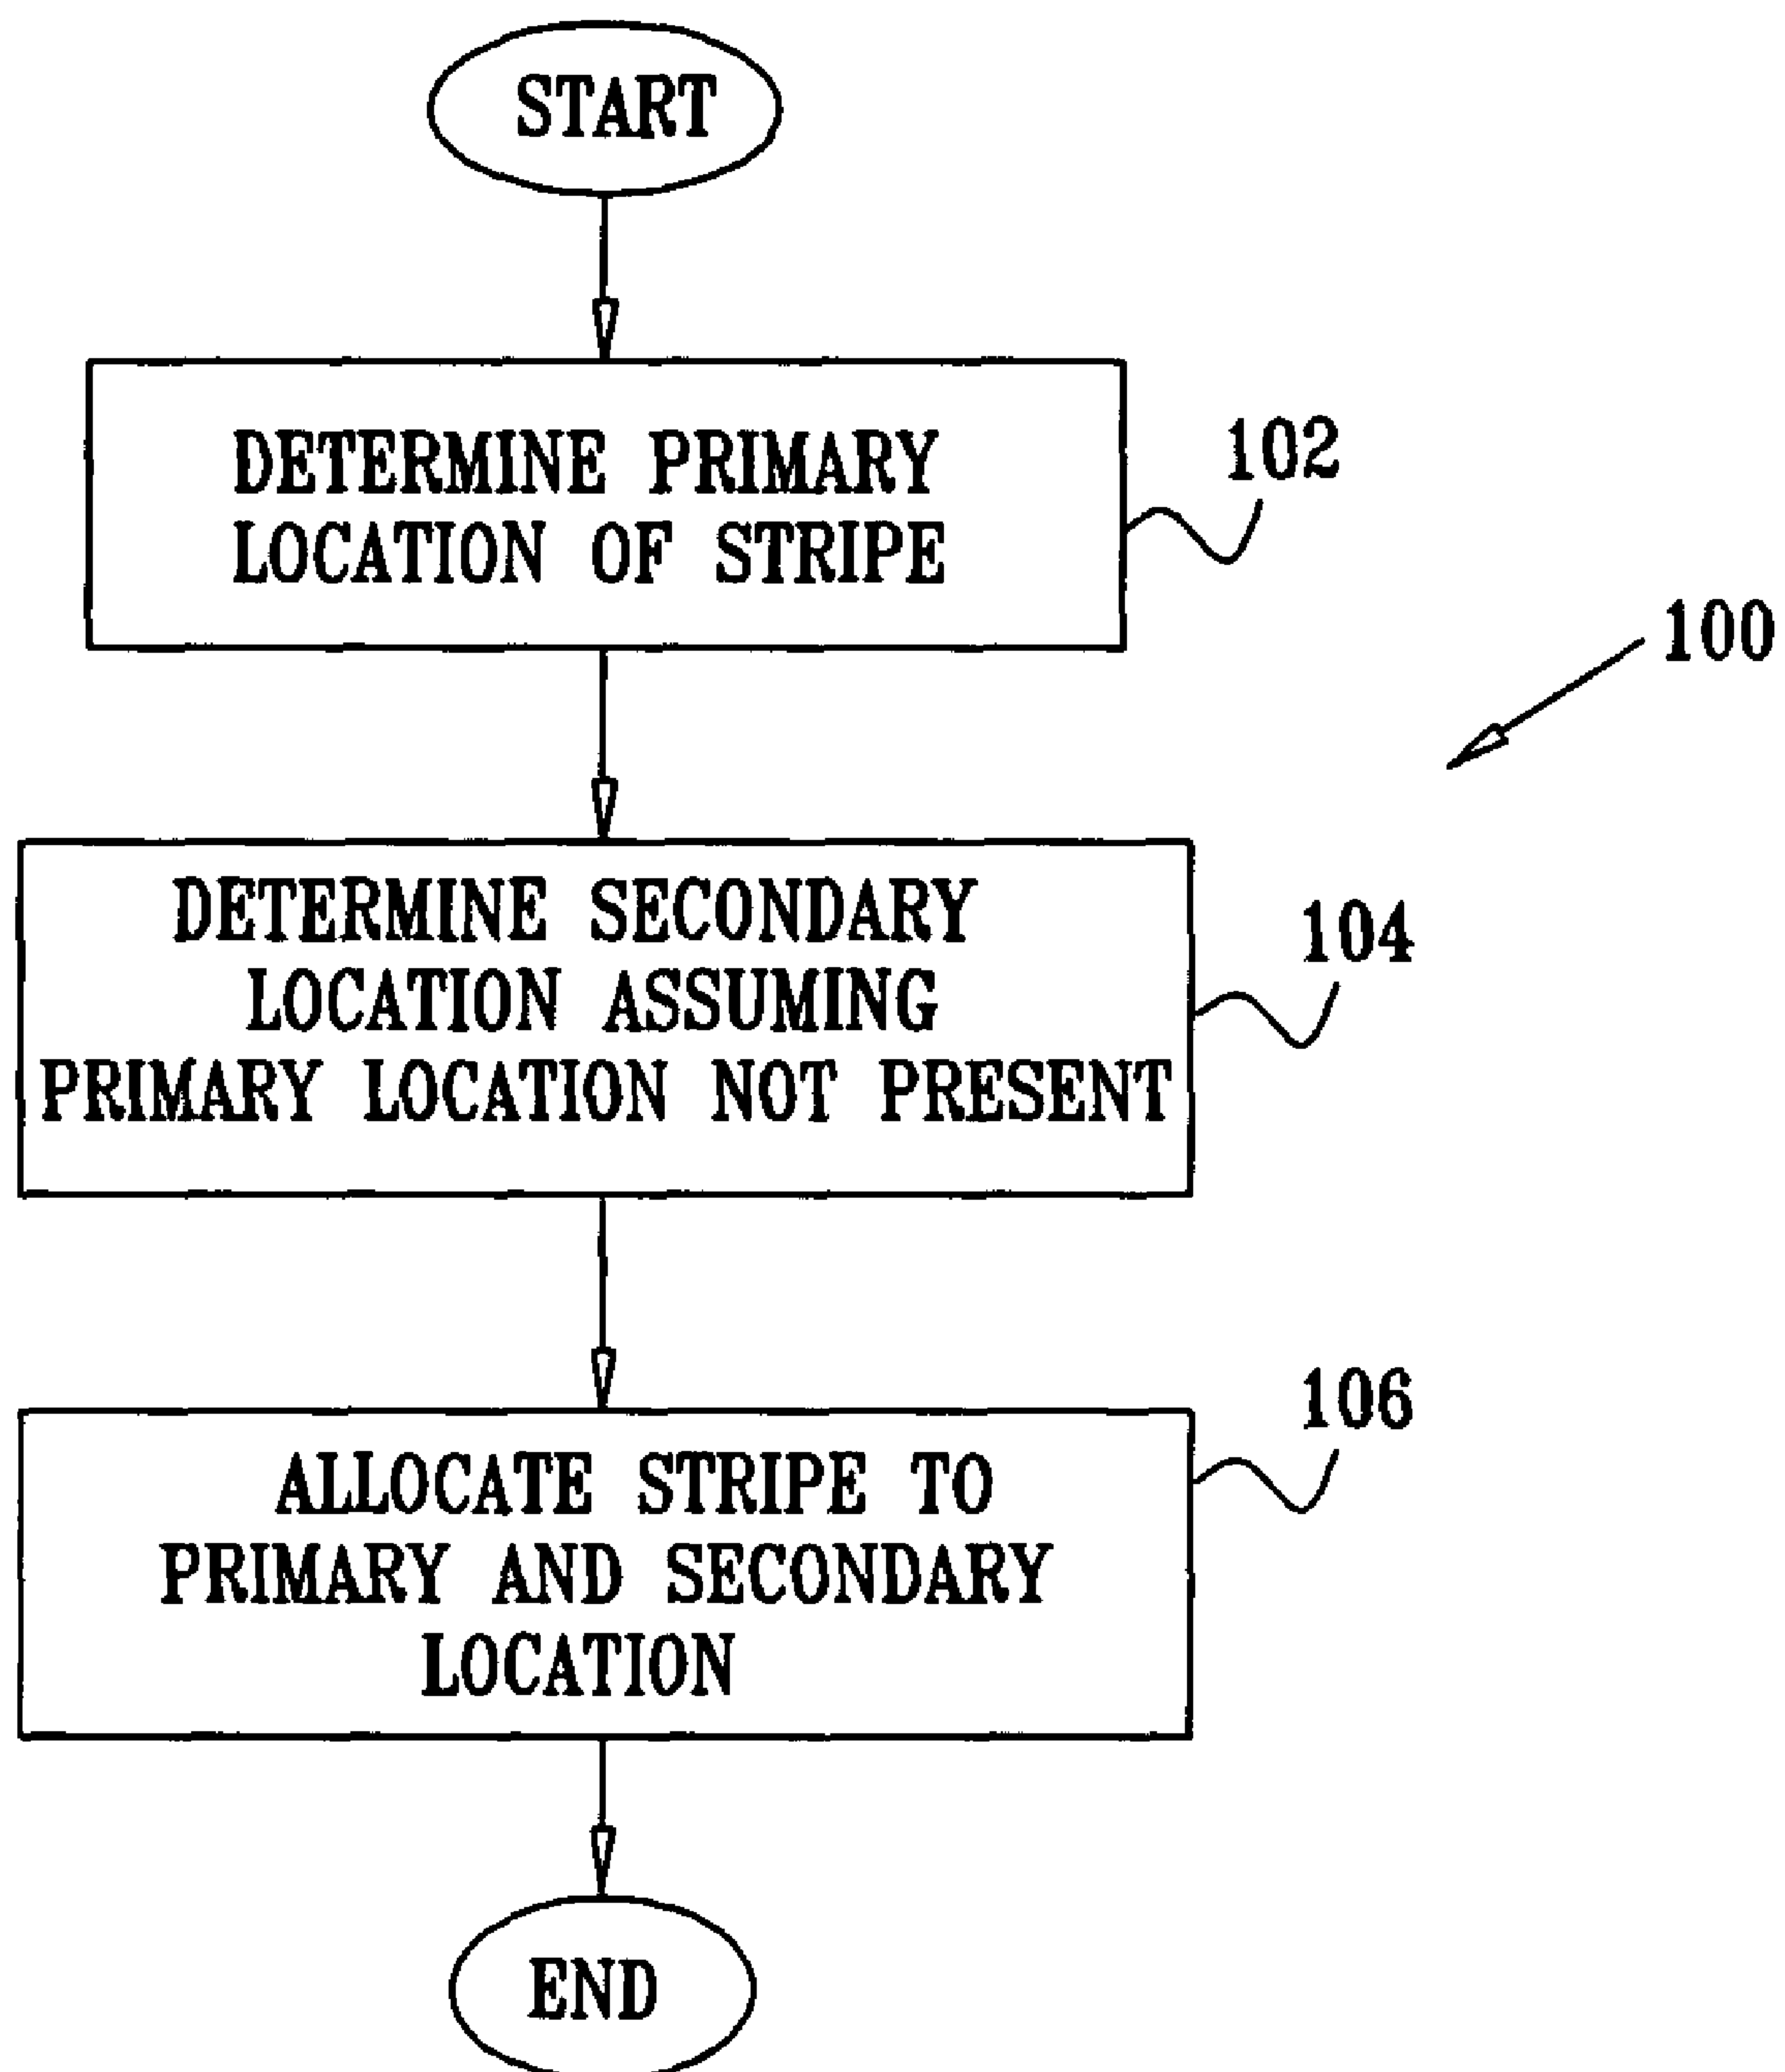 START
DETERMINE PRIMARY
LOCATION OF STRIPE
102
100
DETERMINE SECONDARY
LOCATION ASSUMING
PRIMARY LOCATION NOT PRESENT
104
ALLOCATE STRIPE TO
PRIMARY AND SECONDARY
LOCATION
106
END